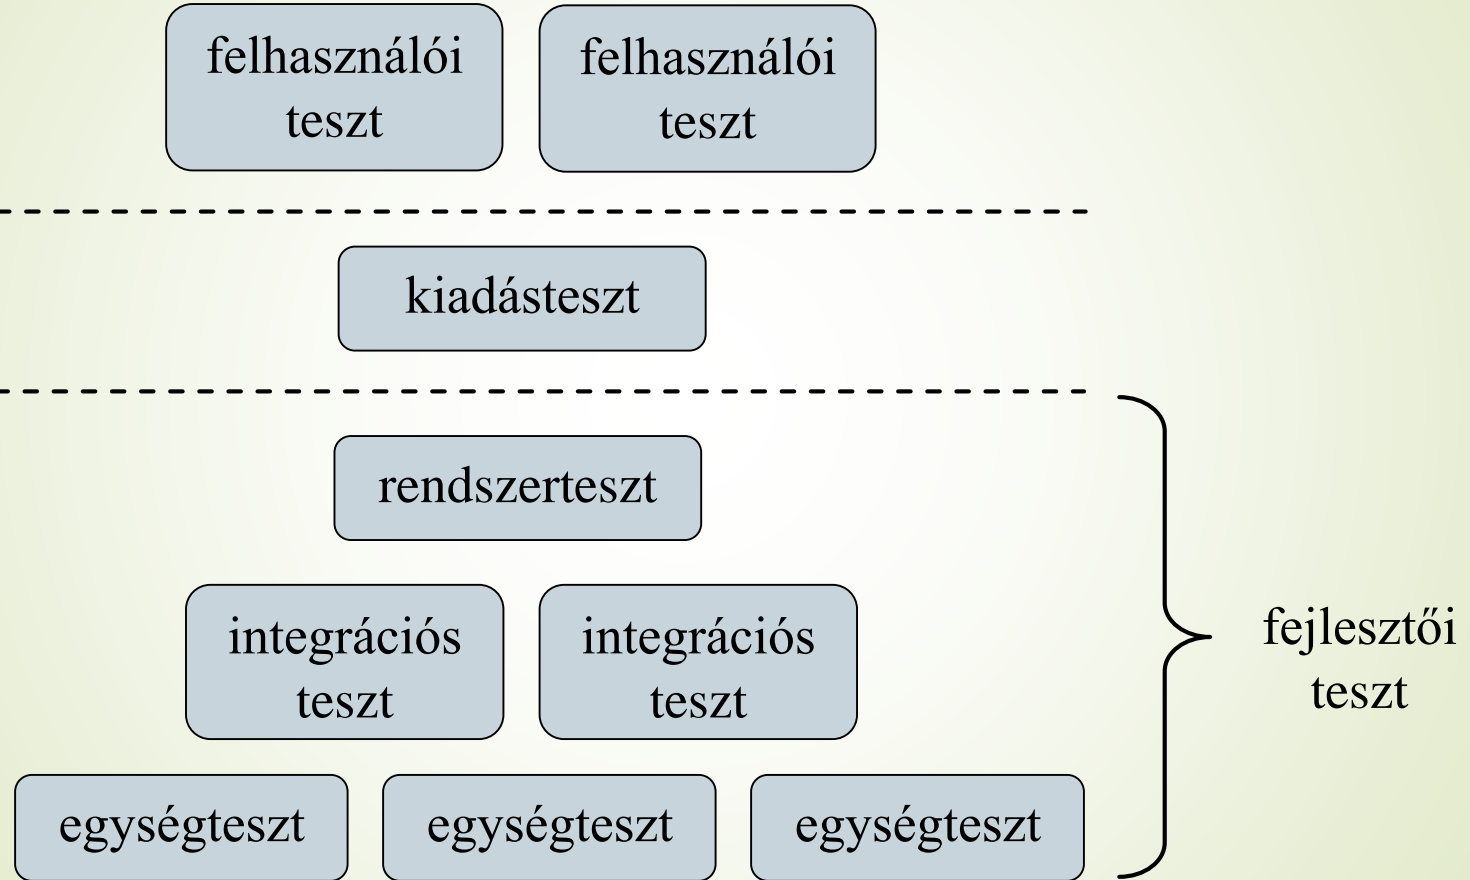 felhasználói
teszt
felhasználói
teszt
kiadásteszt
rendszerteszt
integrációs
teszt
integrációs
teszt
fejlesztői
teszt
egységteszt
egységteszt
egységteszt